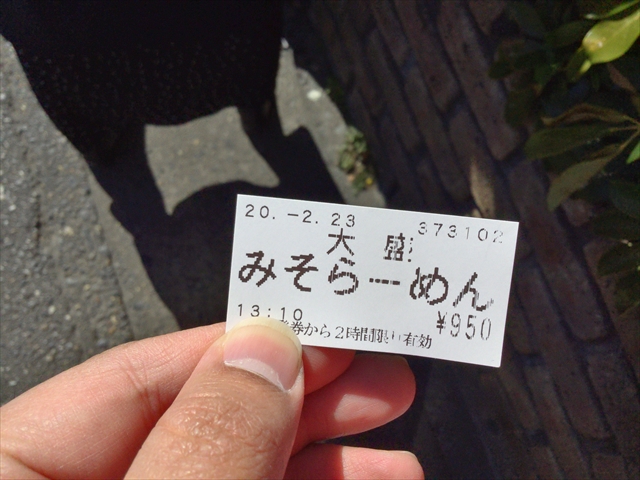 20.-2.23 373102
大盛
みそらーめん
13:10 ¥950
券から2時間限り有効